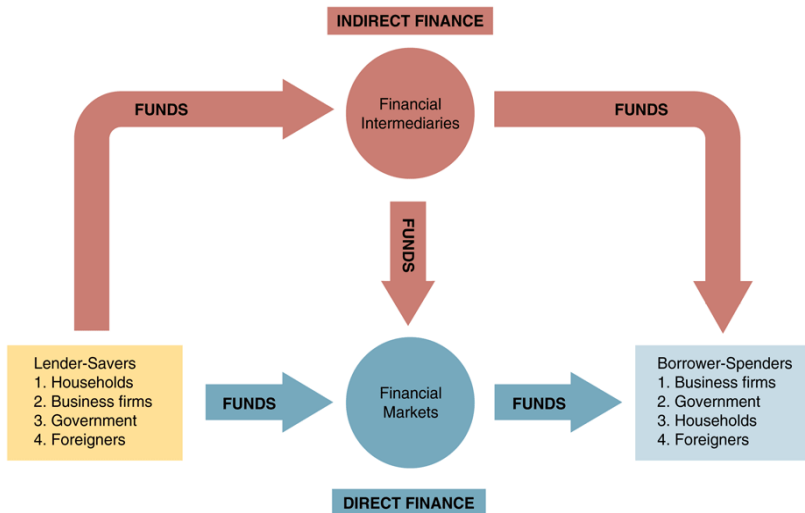 INDIRECT FINANCE
FUNDS
Financial
Intermediaries
FUNDS
FUNDS
Lender-Savers
1. Households
2. Business firms
3. Government
4. Foreigners
FUNDS
Financial
Markets
FUNDS
Borrower-Spenders
1. Business firms
2. Government
3. Households
4. Foreigners
DIRECT FINANCE